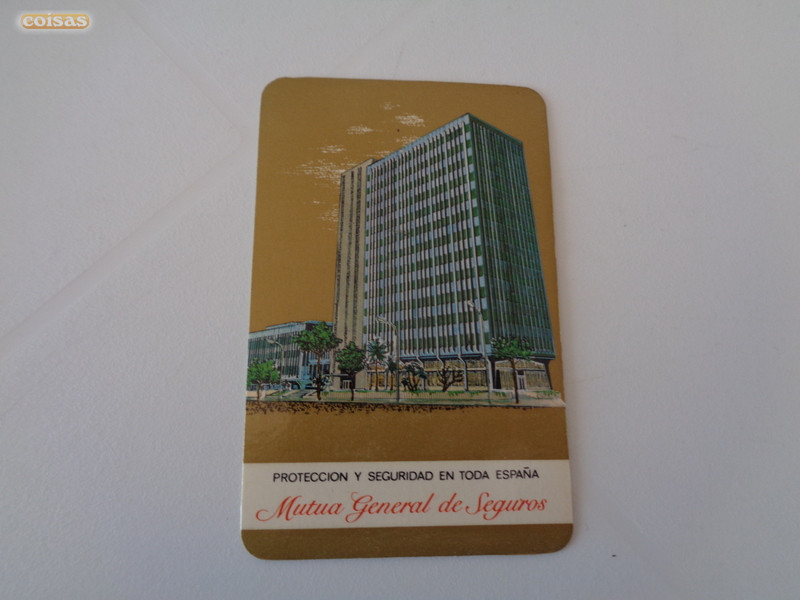 coisas
PROTECCION Y SEGURIDAD EN TODA ESPAÑA
Mutua General de Seguros